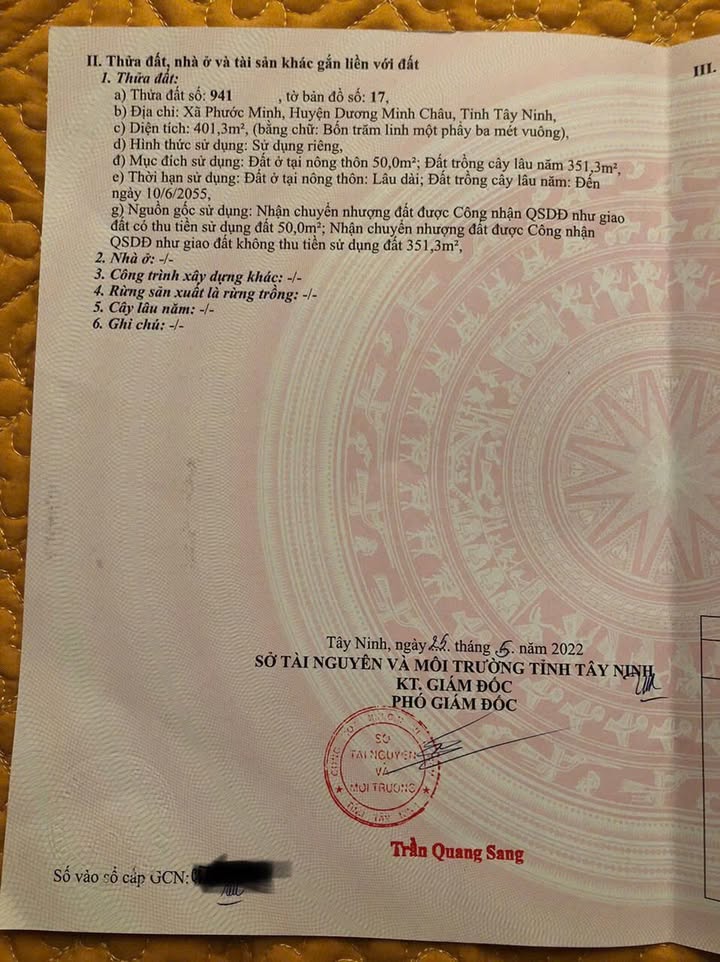 II. Thửa đất, nhà ở và tài sản khác gắn liền với đất
III.
1. Thửa đất:
a) Thửa đất số: 941 , tờ bản đồ số: 17,
b) Địa chỉ: Xã Phước Minh, Huyện Dương Minh Châu, Tỉnh Tây Ninh,
c) Diện tích: 401,3m², (bằng chữ: Bốn trăm linh một phẩy ba mét vuông),
d) Hình thức sử dụng: Sử dụng riêng,
đ) Mục đích sử dụng: Đất ở tại nông thôn 50,0m²; Đất trồng cây lâu năm 351,3m²,
e) Thời hạn sử dụng: Đất ở tại nông thôn: Lâu dài; Đất trồng cây lâu năm: Đến
ngày 10/6/2055,
g) Nguồn gốc sử dụng: Nhận chuyển nhượng đất được Công nhận QSDĐ như giao
đất có thu tiền sử dụng đất 50,0m²; Nhận chuyển nhượng đất được Công nhận
QSDĐ như giao đất không thu tiền sử dụng đất 351,3m²,
2. Nhà ở: -/-
3. Công trình xây dựng khác: -/-
4. Rừng sản xuất là rừng trồng: -/-
5. Cây lâu năm: -/-
6. Ghi chú: -/-
Tây Ninh, ngày 25. tháng 5. năm 2022
SỞ TÀI NGUYÊN VÀ MÔI TRƯỜNG TỈNH TÂY NINH
KT. GIÁM ĐỐC
PHÓ GIÁM ĐỐC
SỞ
TÀI NGUYÊN
VÀ
MÔI TRƯỜNG
TỈNH TÂY NINH
Trần Quang Sang
Số vào sổ cấp GCN: